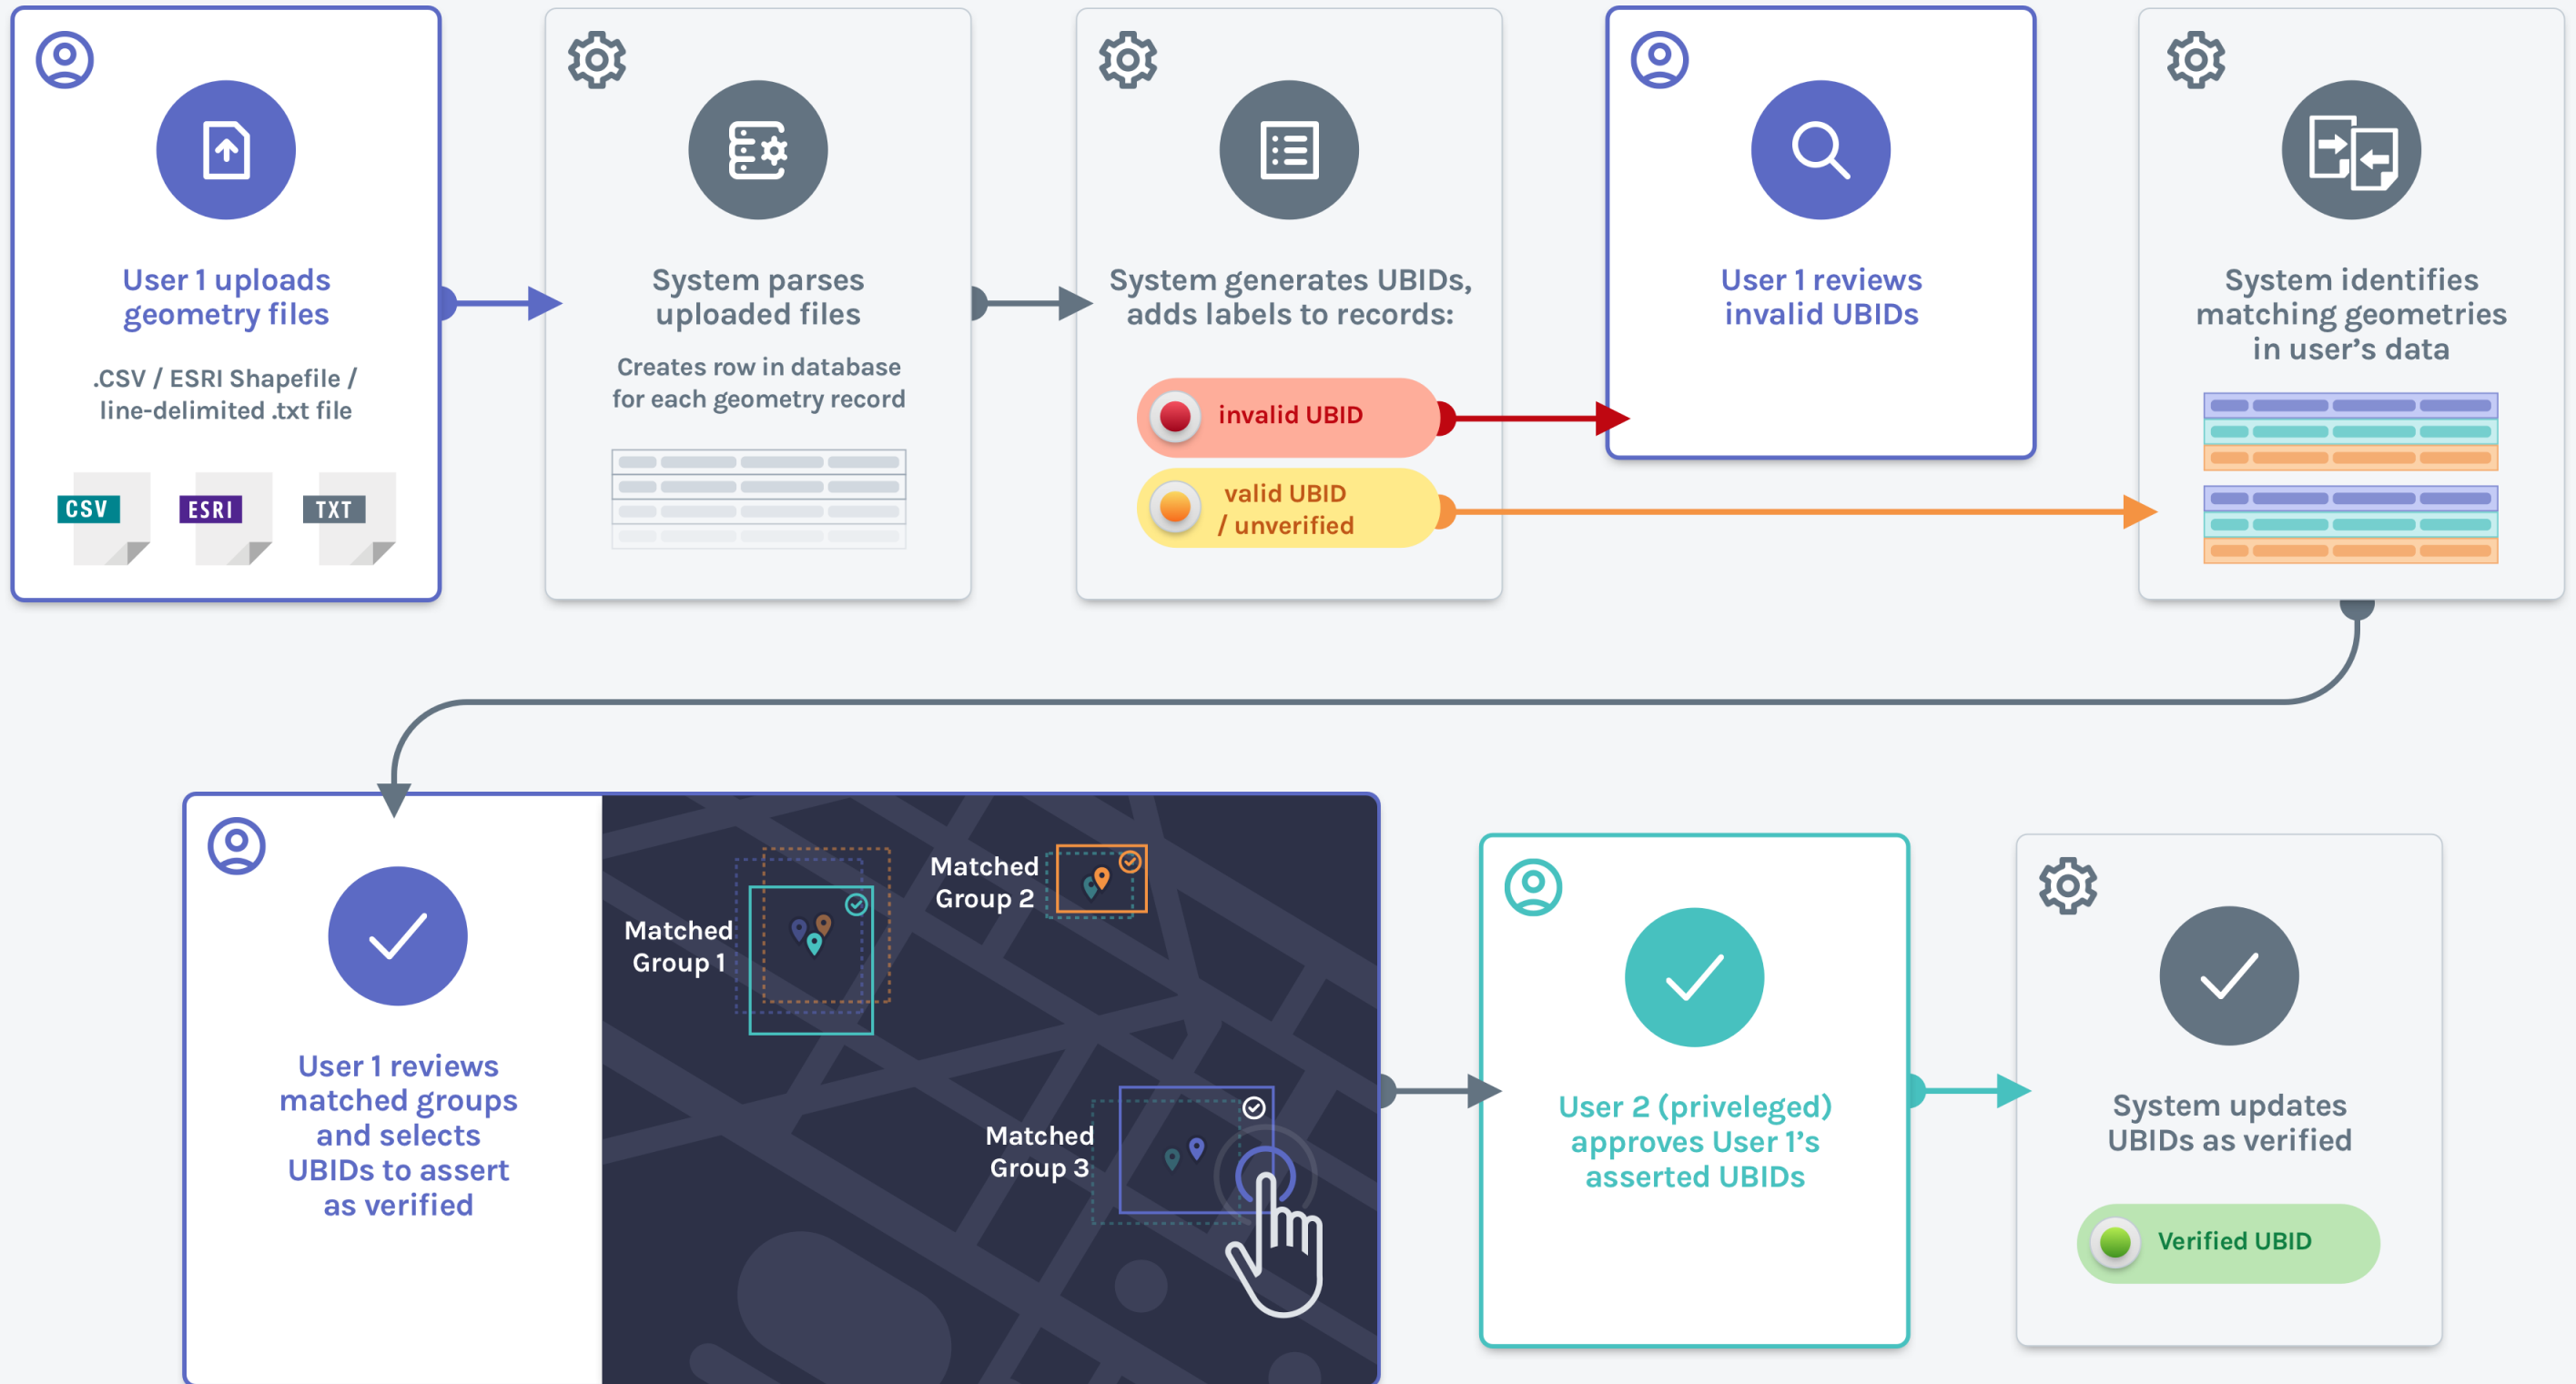 User 1 uploads
geometry files
.CSV / ESRI Shapefile /
line-delimited .txt file
CSV
ESRI
TXT
System parses
uploaded files
Creates row in database
for each geometry record
System generates UBIDs,
adds labels to records:
invalid UBID
valid UBID
/ unverified
User 1 reviews
invalid UBIDs
System identifies
matching geometries
in user’s data
User 1 reviews
matched groups
and selects
UBIDs to assert
as verified
Matched
Group 1
Matched
Group 2
Matched
Group 3
User 2 (priveleged)
approves User 1’s
asserted UBIDs
System updates
UBIDs as verified
Verified UBID